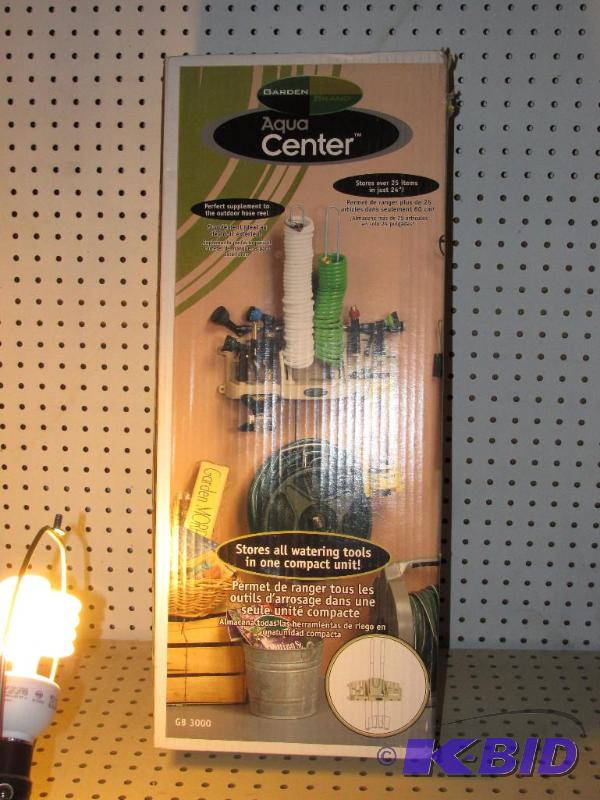 GARDEN BRAND
Aqua
Center™
Stores over 25 items
in just 24"!
Permet de ranger plus de 25
articles dans seulement 60 cm!
¡Almacena más de 25 artículos
en solo 24 pulgadas!
Perfect supplement to
the outdoor hose reel
Garden
Stores all watering tools
in one compact unit!
Permet de ranger tous les
outils d'arrosage dans une
seule unité compacte
Almacena todas las herramientas de riego en
una unidad compacta
GB 3000
© K-BID